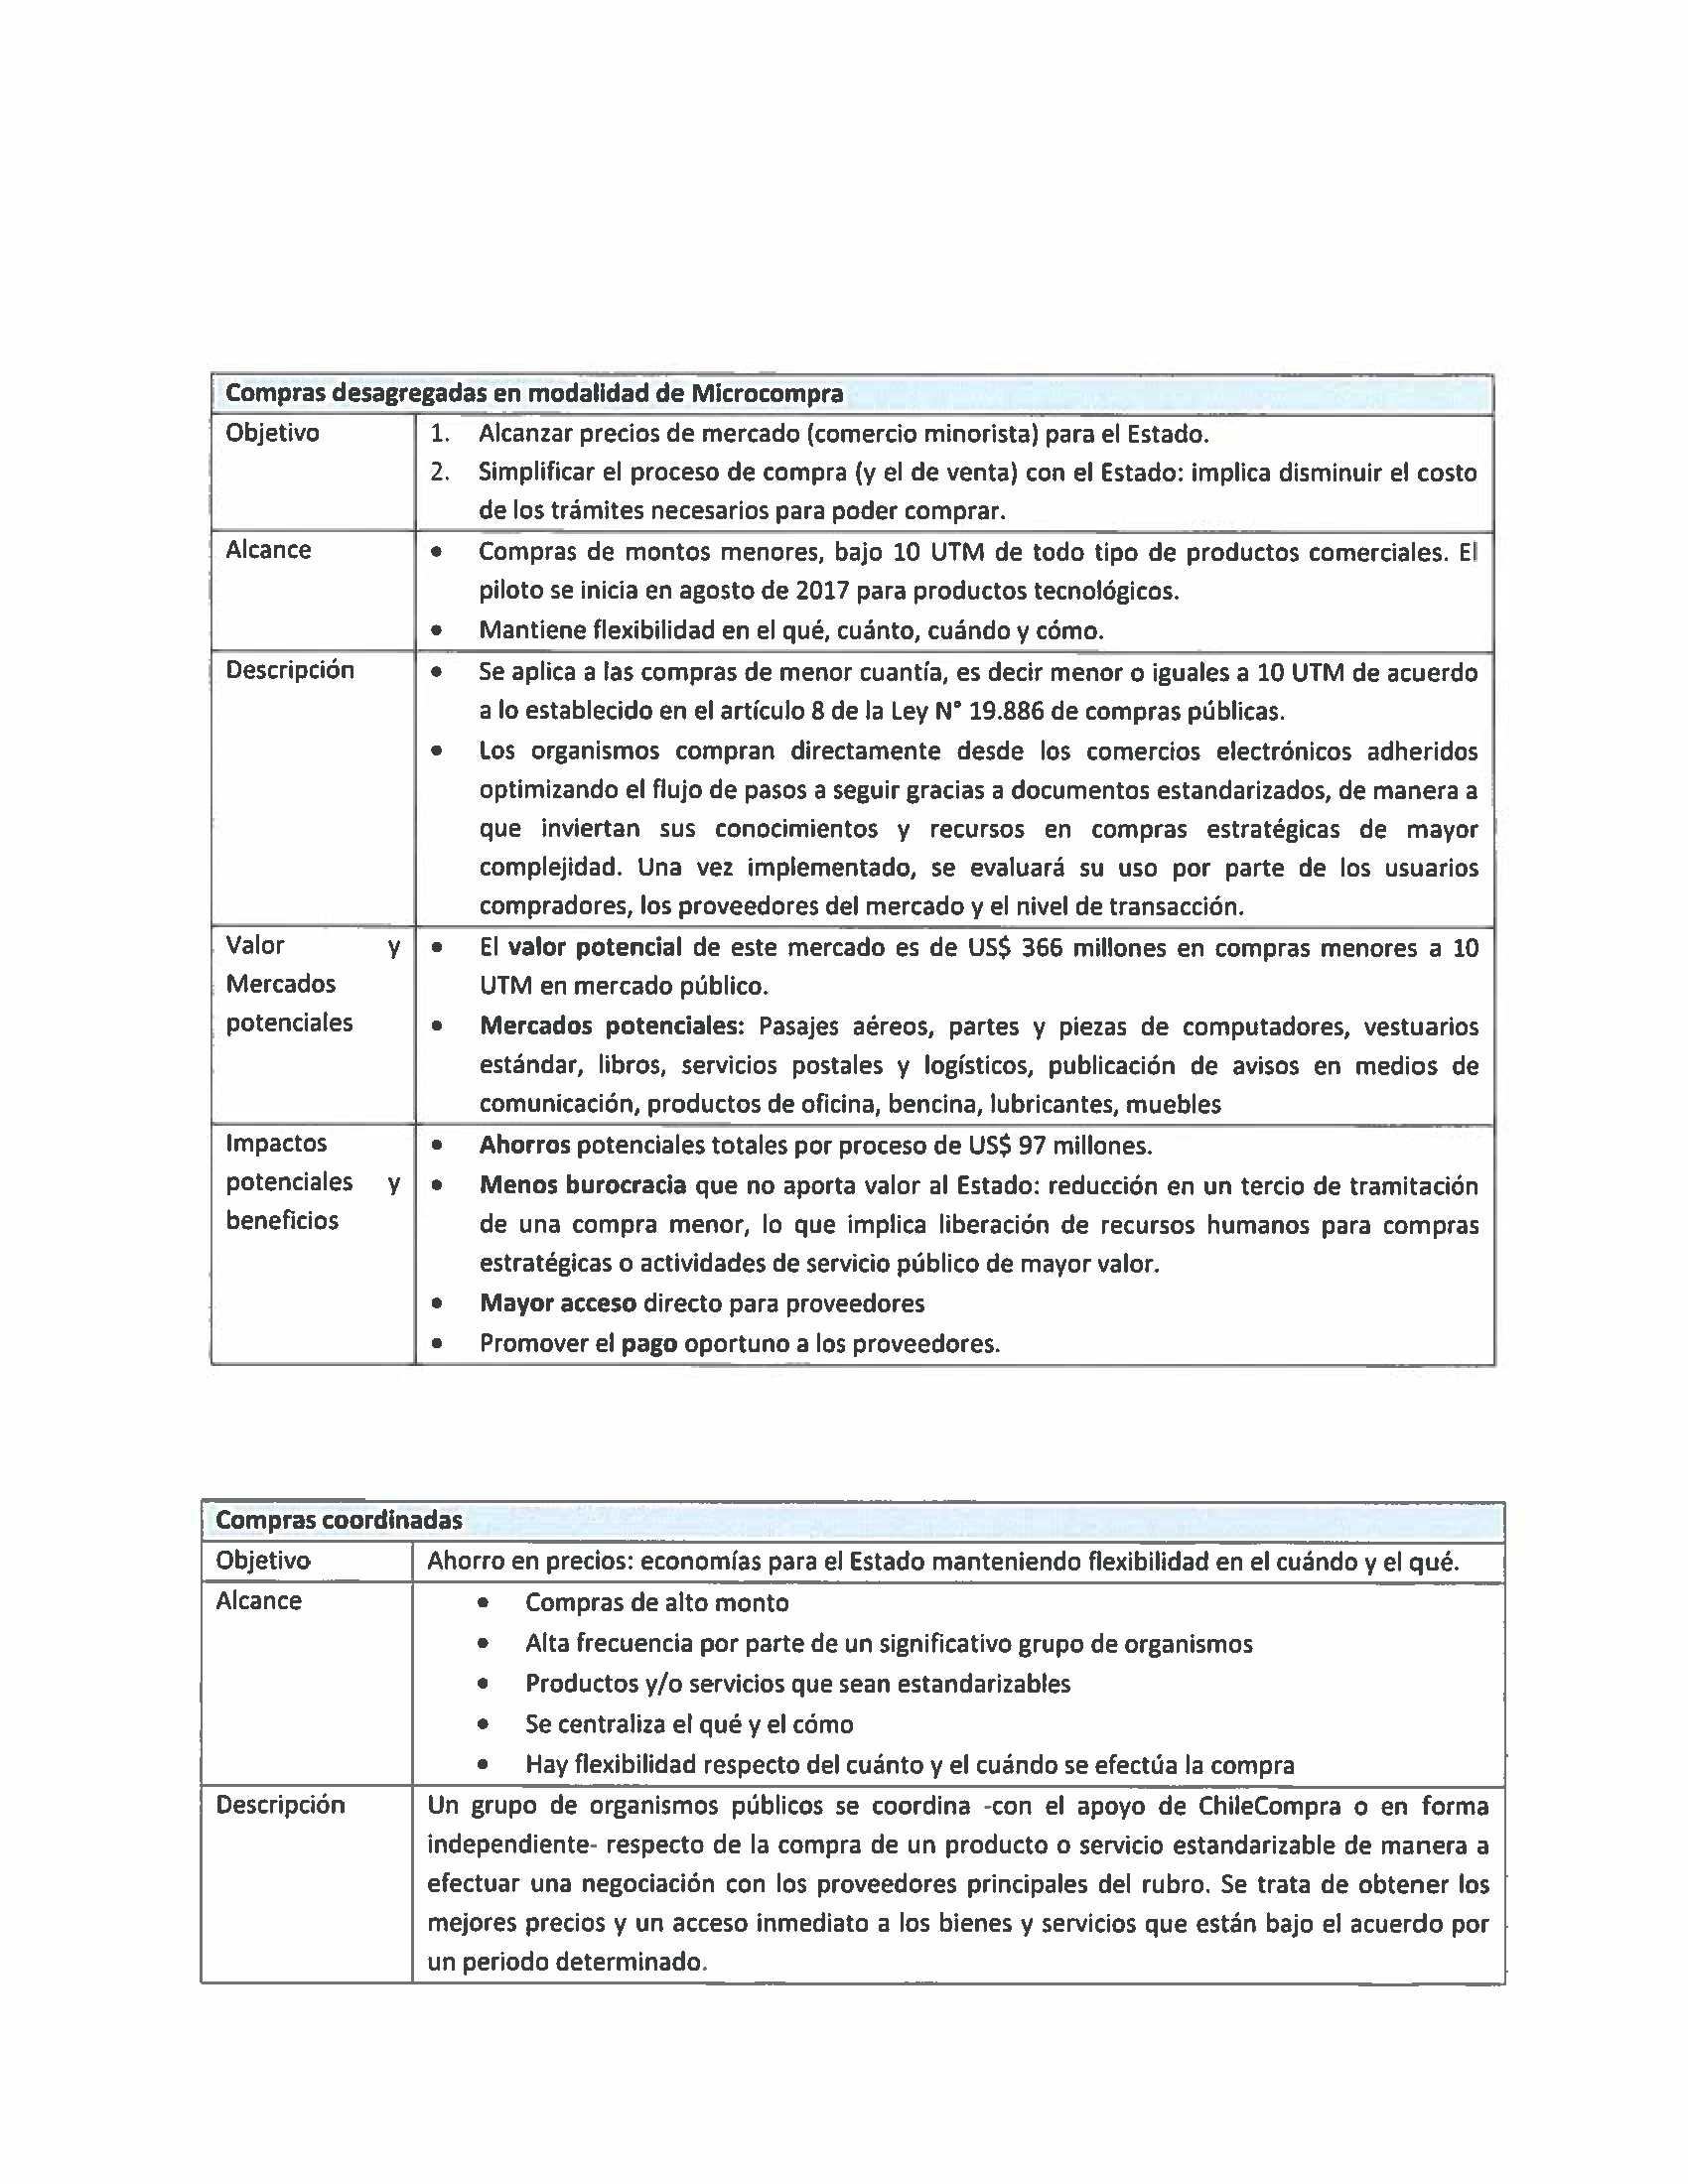 Compras desagregadas en modalidad de Microcompra
Objetivo
1. Alcanzar precios de mercado (comercio minorista) para el Estado.
2. Simplificar el proceso de compra (y el de venta) con el Estado: implica disminuir el costo
de los trámites necesarios para poder comprar.
Alcance
• Compras de montos menores, bajo 10 UTM de todo tipo de productos comerciales. El
piloto se inicia en agosto de 2017 para productos tecnológicos.
• Mantiene flexibilidad en el qué, cuánto, cuándo y cómo.
Descripción
• Se aplica a las compras de menor cuantía, es decir menor o iguales a 10 UTM de acuerdo
a lo establecido en el artículo 8 de la Ley N° 19.886 de compras públicas.
• Los organismos compran directamente desde los comercios electrónicos adheridos
optimizando el flujo de pasos a seguir gracias a documentos estandarizados, de manera a
que inviertan sus conocimientos y recursos en compras estratégicas de mayor
complejidad. Una vez implementado, se evaluará su uso por parte de los usuarios
compradores, los proveedores del mercado y el nivel de transacción.
Valor y
Mercados
potenciales
• El valor potencial de este mercado es de US$ 366 millones en compras menores a 10
UTM en mercado público.
• Mercados potenciales: Pasajes aéreos, partes y piezas de computadores, vestuarios
estándar, libros, servicios postales y logísticos, publicación de avisos en medios de
comunicación, productos de oficina, bencina, lubricantes, muebles
Impactos
potenciales y
beneficios
• Ahorros potenciales totales por proceso de US$ 97 millones.
• Menos burocracia que no aporta valor al Estado: reducción en un tercio de tramitación
de una compra menor, lo que implica liberación de recursos humanos para compras
estratégicas o actividades de servicio público de mayor valor.
• Mayor acceso directo para proveedores
• Promover el pago oportuno a los proveedores.
Compras coordinadas
Objetivo
Ahorro en precios: economías para el Estado manteniendo flexibilidad en el cuándo y el qué.
Alcance
• Compras de alto monto
• Alta frecuencia por parte de un significativo grupo de organismos
• Productos y/o servicios que sean estandarizables
• Se centraliza el qué y el cómo
• Hay flexibilidad respecto del cuánto y el cuándo se efectúa la compra
Descripción
Un grupo de organismos públicos se coordina -con el apoyo de ChileCompra o en forma
independiente- respecto de la compra de un producto o servicio estandarizable de manera a
efectuar una negociación con los proveedores principales del rubro. Se trata de obtener los
mejores precios y un acceso inmediato a los bienes y servicios que están bajo el acuerdo por
un periodo determinado.